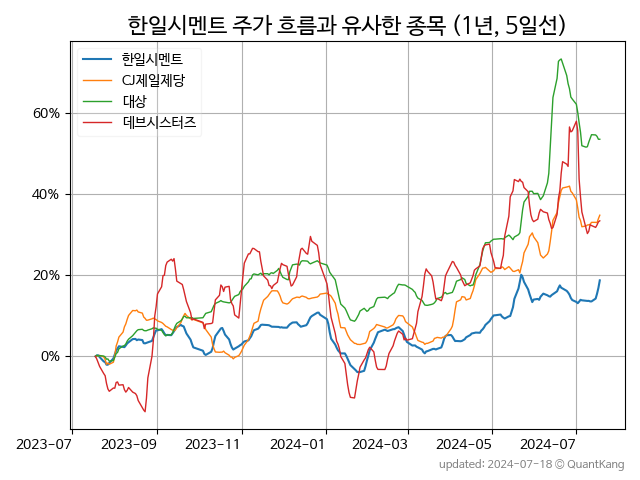 한일시멘트 주가 흐름과 유사한 종목 (1년, 5일선)
한일시멘트
CJ제일제당
대상
데브시스터즈
60%
40%
20%
0%
2023-07 2023-09 2023-11 2024-01 2024-03 2024-05 2024-07
updated: 2024-07-18 © QuantKang